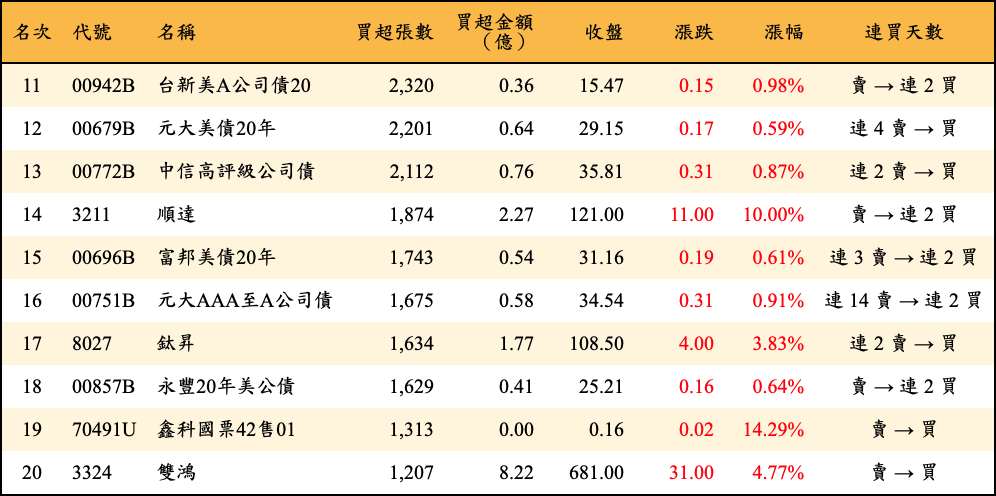 名次 代號 名稱 買超張數 買超金額（億） 收盤 漲跌 漲幅 連買天數
11 00942B 台新美A公司債20 2,320 0.36 15.47 0.15 0.98% 賣 → 連 2 買
12 00679B 元大美債20年 2,201 0.64 29.15 0.17 0.59% 連 4 賣 → 買
13 00772B 中信高評級公司債 2,112 0.76 35.81 0.31 0.87% 連 2 賣 → 買
14 3211 順達 1,874 2.27 121.00 11.00 10.00% 賣 → 連 2 買
15 00696B 富邦美債20年 1,743 0.54 31.16 0.19 0.61% 連 3 賣 → 連 2 買
16 00751B 元大AAA至A公司債 1,675 0.58 34.54 0.31 0.91% 連 14 賣 → 連 2 買
17 8027 鈦昇 1,634 1.77 108.50 4.00 3.83% 連 2 賣 → 買
18 00857B 永豐20年美公債 1,629 0.41 25.21 0.16 0.64% 賣 → 連 2 買
19 70491U 鑫科國票42售01 1,313 0.00 0.16 0.02 14.29% 賣 → 買
20 3324 雙鴻 1,207 8.22 681.00 31.00 4.77% 賣 → 買